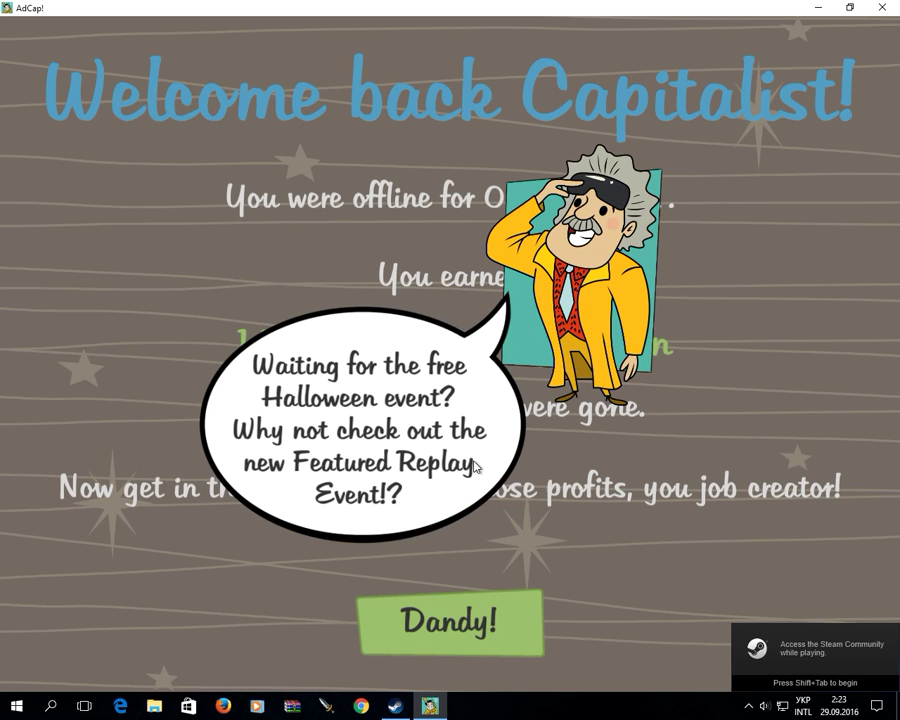 AdCap!
Welcome back Capitalist!
You were offline for
You earne
Waiting for the free
Halloween event?
Why not check out the
new Featured Replay
Event!?
were gone.
Now get in ose profits, you job creator!
Dandy!
Access the Steam Community
while playing.
Press Shift+Tab to begin
УКР
INTL
2:23
29.09.2016